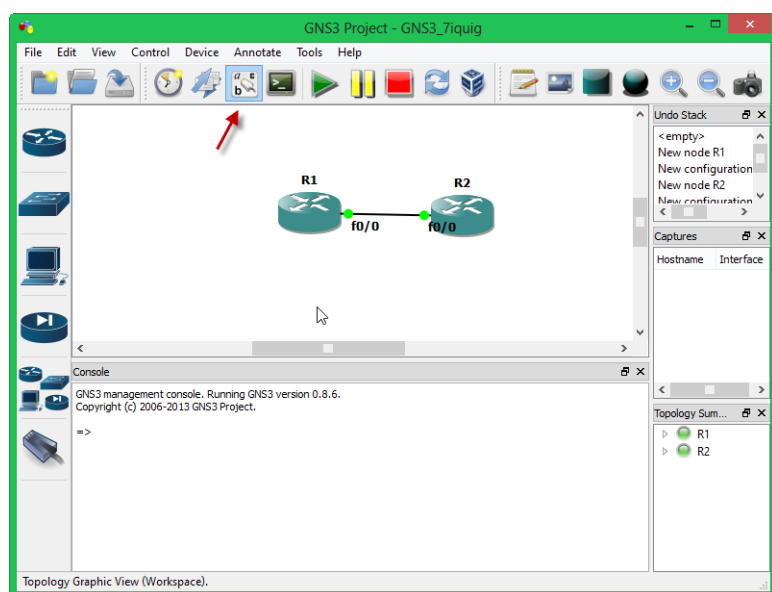 GNS3 Project - GNS3_7iquig
File Edit View Control Device Annotate Tools Help
a c
b
R1
R2
f0/0
f0/0
Undo Stack
<empty>
New node R1
New configuration
New node R2
New configuration
Captures
Hostname Interface
Console
GNS3 management console. Running GNS3 version 0.8.6.
Copyright (c) 2006-2013 GNS3 Project.
=>
Topology Sum...
R1
R2
Topology Graphic View (Workspace).